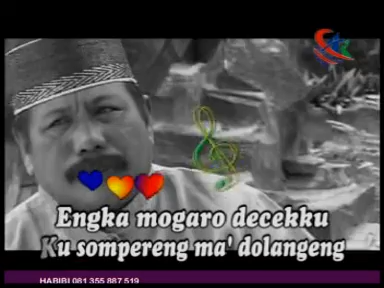 Engka mogaro decekku
Ku sompereng ma' dolangeng
HABIBI 081 355 887 519